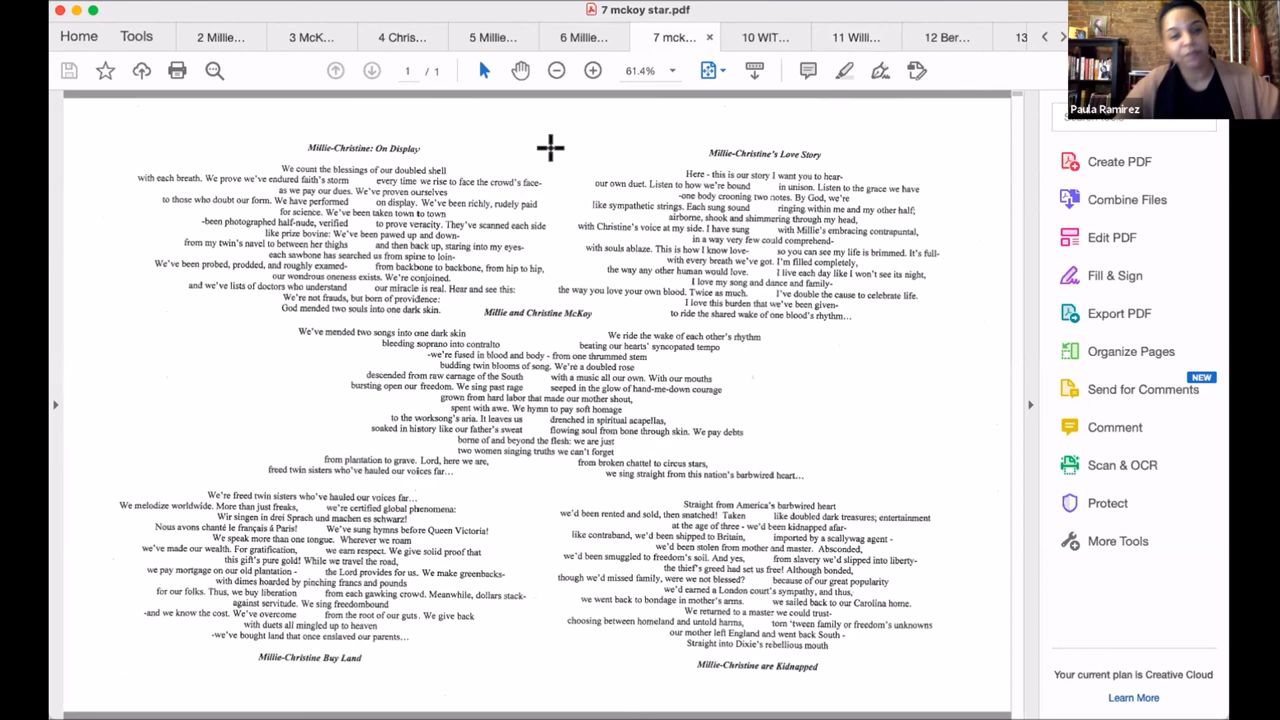 7 mckoy star.pdf
Home
Tools
2 Millie...
3 McK...
4 Chris...
5 Millie...
6 Millie...
7 mck...
10 WIT...
11 Willi...
12 Ber...
13
1 / 1
61.4%
Paula Ramirez
Millie-Christine: On Display
We count the blessings of our doubled shell
with each breath. We prove we've endured faith's storm every time we rise to face the crowd's face-
as we pay our dues. We've proven ourselves
to those who doubt our form. We have performed on display. We've been richly, rudely paid
for science. We've been taken town to town
-been photographed half-nude, verified to prove veracity. They've scanned each side
like prize bovine: We've been pawed up and down-
from my twin's navel to between her thighs and then back up, staring into my eyes-
each sawbone has searched us from spine to loin-
We've been probed, prodded, and roughly examed- from backbone to backbone, from hip to hip,
our wondrous oneness exists. We're conjoined.
and we've lists of doctors who understand our miracle is real. Hear and see this:
We're not frauds, but born of providence:
God mended two souls into one dark skin.
Millie-Christine's Love Story
Here - this is our story I want you to hear-
our own duet. Listen to how we're bound in unison. Listen to the grace we have
-one body crooning two notes. By God, we're
like sympathetic strings. Each sung sound ringing within me and my other half;
airborne, shook and shimmering through my head,
with Christine's voice at my side. I have sung with Millie's embracing contrapuntal,
in a way very few could comprehend-
with souls ablaze. This is how I know love- so you can see my life is brimmed. It's full-
with every breath we've got. I'm filled completely,
the way any other human would love. I live each day like I won't see its night,
I love my song and dance and family-
the way you love your own blood. Twice as much. I've double the cause to celebrate life.
I love this burden that we've been given-
to ride the shared wake of one blood's rhythm...
Millie and Christine McKoy
We've mended two songs into one dark skin We ride the wake of each other's rhythm
bleeding soprano into contralto beating our hearts' syncopated tempo
-we're fused in blood and body - from one thrummed stem
budding twin blooms of song. We're a doubled rose
descended from raw carnage of the South with a music all our own. With our mouths
bursting open our freedom. We sing past rage seeped in the glow of hand-me-down courage
grown from hard labor that made our mother shout,
spent with awe. We hymn to pay soft homage
to the worksong's aria. It leaves us drenched in spiritual acapellas,
soaked in history like our father's sweat flowing soul from bone through skin. We pay debts
borne of and beyond the flesh: we are just
two women singing truths we can't forget
from plantation to grave. Lord, here we are, from broken chattel to circus stars,
freed twin sisters who've hauled our voices far... we sing straight from this nation's barbwired heart...
We're freed twin sisters who've hauled our voices far...
We melodize worldwide. More than just freaks, we're certified global phenomena:
Wir singen in drei Sprach und machen es schwarz!
Nous avons chanté le français á Paris! We've sung hymns before Queen Victoria!
We speak more than one tongue. Wherever we roam
we've made our wealth. For gratification, we earn respect. We give solid proof that
this gift's pure gold! While we travel the road,
we pay mortgage on our old plantation - the Lord provides for us. We make greenbacks-
with dimes hoarded by pinching francs and pounds
for our folks. Thus, we buy liberation from each gawking crowd. Meanwhile, dollars stack-
against servitude. We sing freedombound
-and we know the cost. We've overcome from the root of our guts. We give back
with duets all mingled up to heaven
-we've bought land that once enslaved our parents...
Millie-Christine Buy Land
Straight from America's barbwired heart
we'd been rented and sold, then snatched! Taken like doubled dark treasures; entertainment
at the age of three - we'd been kidnapped afar-
like contraband, we'd been shipped to Britain, imported by a scallywag agent -
we'd been stolen from mother and master. Absconded,
we'd been smuggled to freedom's soil. And yes, from slavery we'd slipped into liberty-
the thief's greed had set us free! Although bonded,
though we'd missed family, were we not blessed? because of our great popularity
we'd earned a London court's sympathy, and thus,
we went back to bondage in mother's arms. we sailed back to our Carolina home.
We returned to a master we could trust-
choosing between homeland and untold harms, torn 'tween family or freedom's unknowns
our mother left England and went back South -
Straight into Dixie's rebellious mouth
Millie-Christine are Kidnapped
Create PDF
Combine Files
Edit PDF
Fill & Sign
Export PDF
Organize Pages
NEW
Send for Comments
Comment
Scan & OCR
Protect
More Tools
Your current plan is Creative Cloud
Learn More